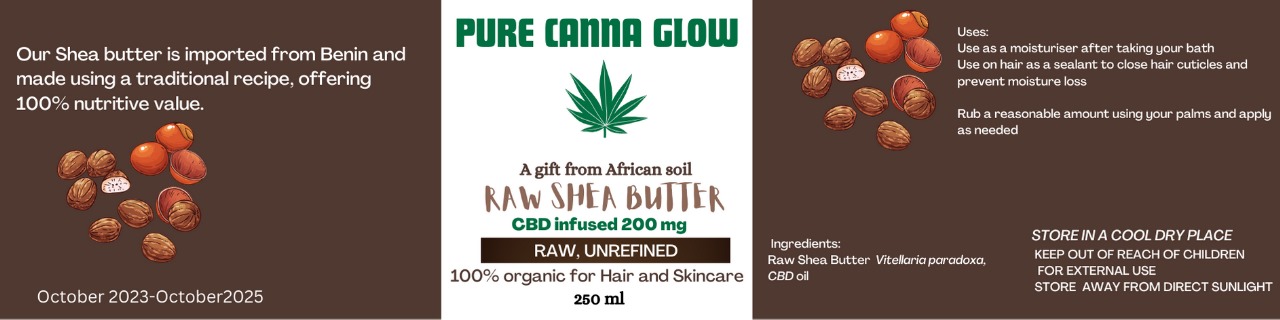 Our Shea butter is imported from Benin and
made using a traditional recipe, offering
100% nutritive value.
October 2023-October2025
PURE CANNA GLOW
A gift from African soil
RAW SHEA BUTTER
CBD infused 200 mg
RAW, UNREFINED
100% organic for Hair and Skincare
250 ml
Uses:
Use as a moisturiser after taking your bath
Use on hair as a sealant to close hair cuticles and
prevent moisture loss
Rub a reasonable amount using your palms and apply
as needed
Ingredients:
Raw Shea Butter Vitellaria paradoxa,
CBD oil
STORE IN A COOL DRY PLACE
KEEP OUT OF REACH OF CHILDREN
FOR EXTERNAL USE
STORE AWAY FROM DIRECT SUNLIGHT